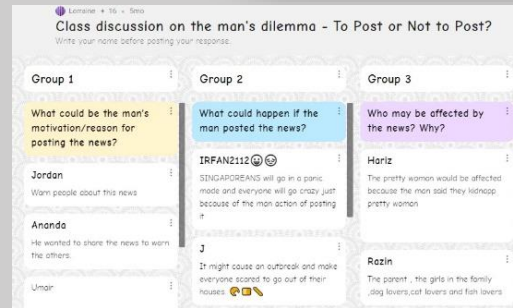 Lorraine + 16 • 5mo
Class discussion on the man's dilemma - To Post or Not to Post?
Write your name before posting your response.
Group 1
What could be the man's
motivation/reason for
posting the news?
Jordan
Warn people about this news
Ananda
He wanted to share the news to warn
the others.
Umair
Group 2
What could happen if the
man posted the news?
IRFAN2112
SINGAPOREANS will go in a panic
mode and everyone will go crazy just
because of the man action of posting
it
J
It might cause an outbreak and make
everyone scared to go out of their
houses.
Group 3
Who may be affected by
the news? Why?
Hariz
The pretty woman would be affected
because the man said they kidnapp
pretty woman
Razin
The parent , the girls in the family
,dog lovers,cat lovers and fish lovers